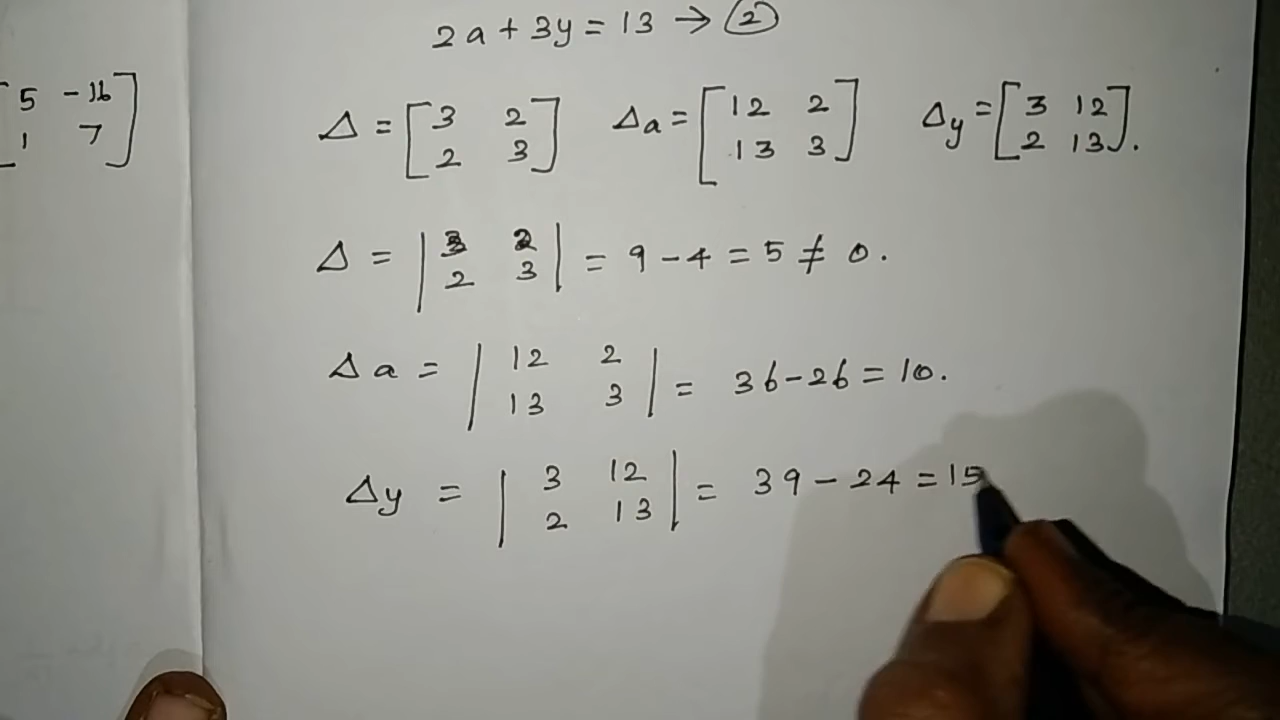 2a + 3y = 13 → ②
5 -16
1 7
Δ = [3 2 Δa = [12 2 Δy = [3 12
2 3] 13 3] 2 13].
Δ = |3 2
2 3| = 9 - 4 = 5 ≠ 0.
Δa = |12 2
13 3| = 36 - 26 = 10.
Δy = |3 12
2 13| = 39 - 24 = 15